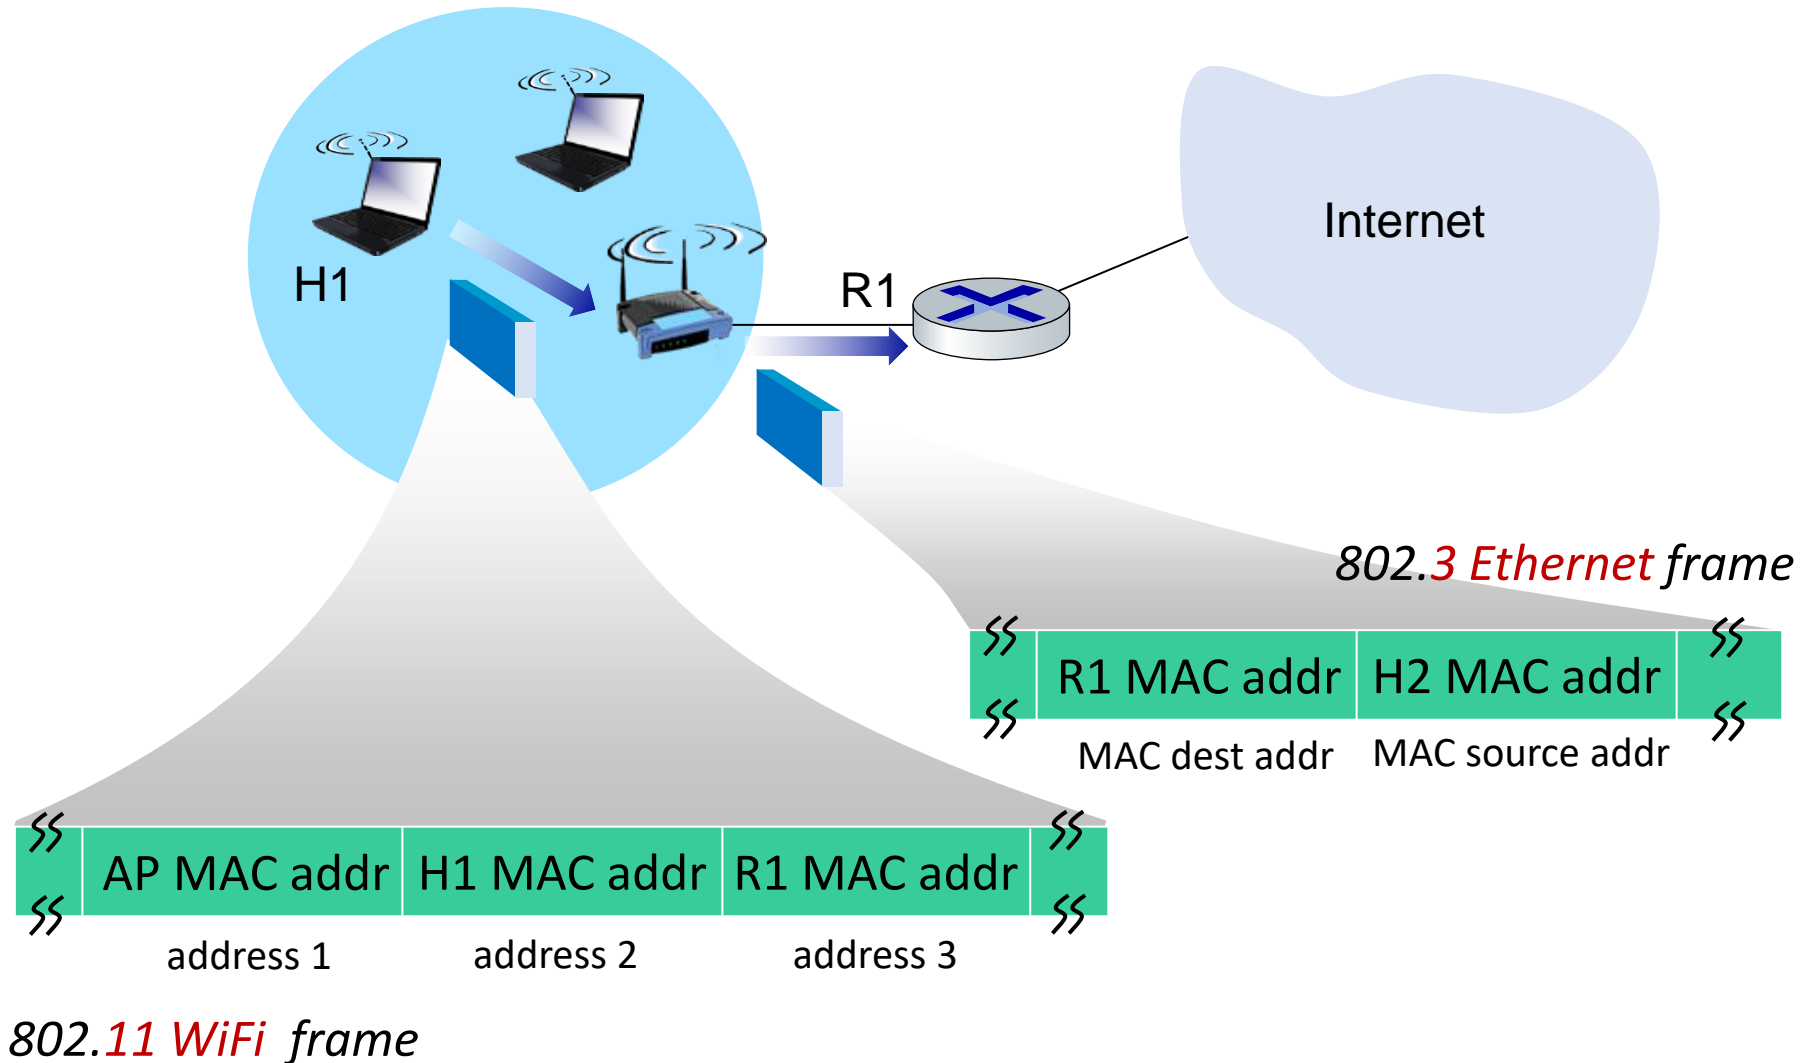 Internet
H1
R1
802.3 Ethernet frame
R1 MAC addr H2 MAC addr
MAC dest addr MAC source addr
AP MAC addr H1 MAC addr R1 MAC addr
address 1 address 2 address 3
802.11 WiFi frame